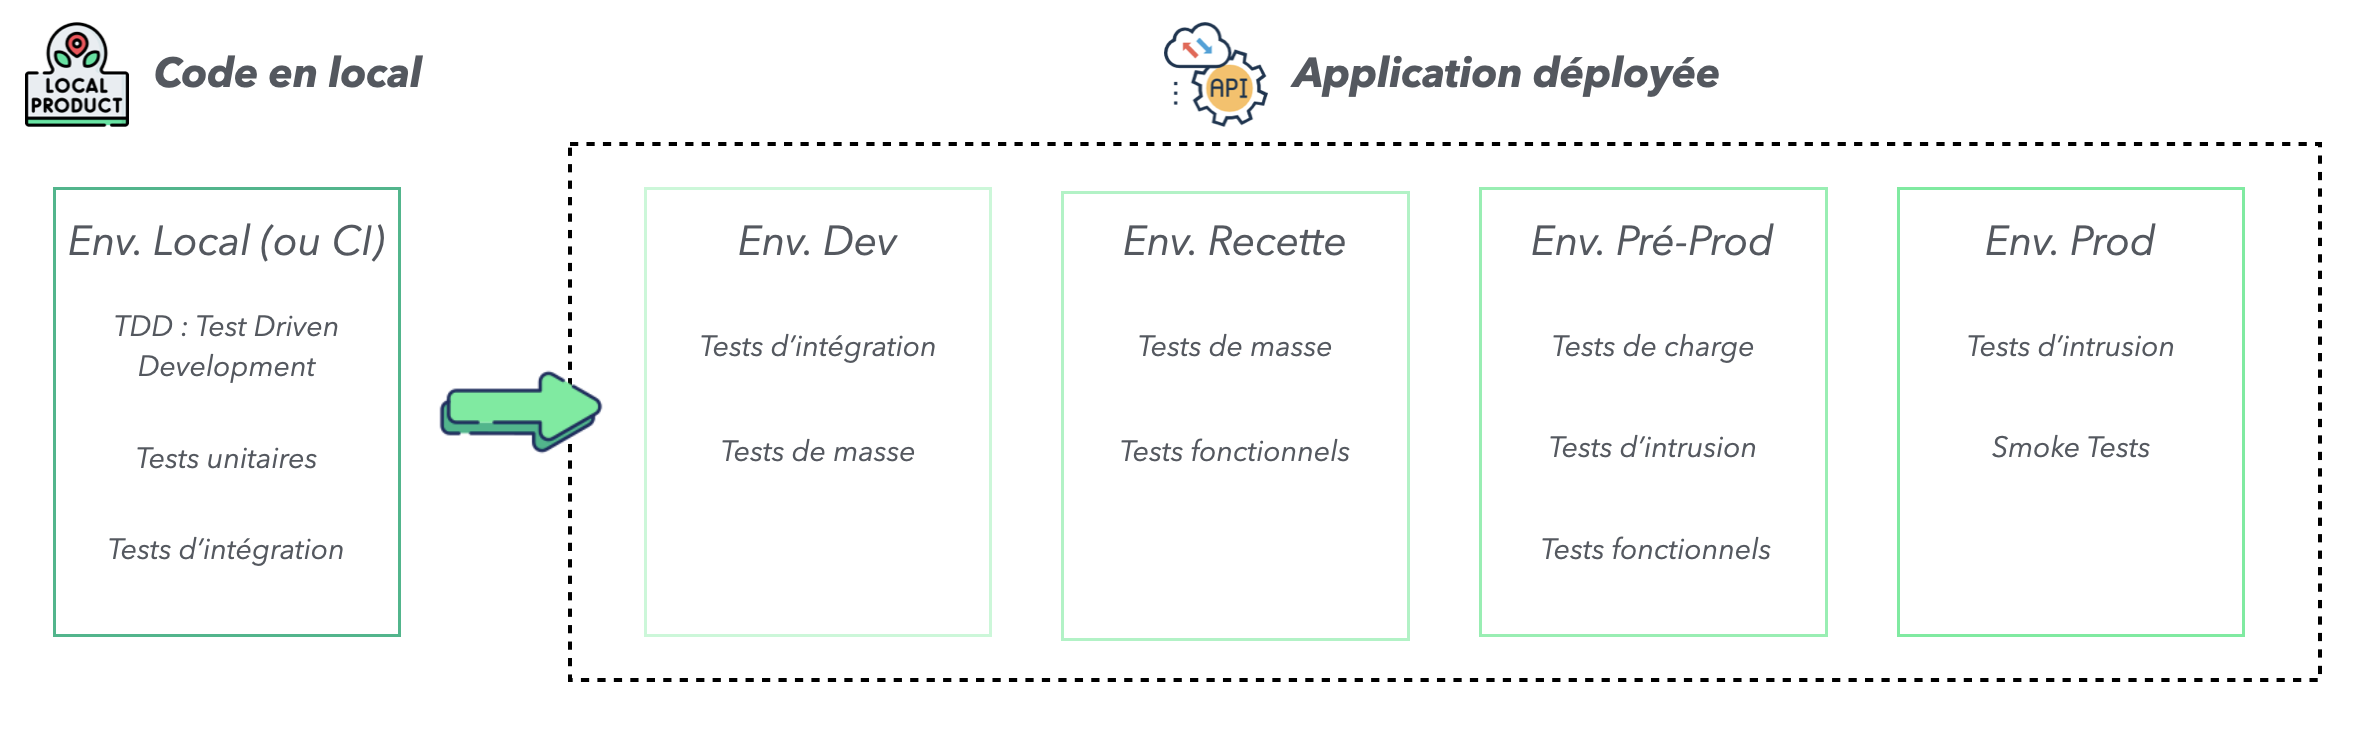 LOCAL
PRODUCT
Code en local
API
Application déployée
Env. Local (ou CI)
TDD : Test Driven
Development
Tests unitaires
Tests d’intégration
Env. Dev
Tests d’intégration
Tests de masse
Env. Recette
Tests de masse
Tests fonctionnels
Env. Pré-Prod
Tests de charge
Tests d’intrusion
Tests fonctionnels
Env. Prod
Tests d’intrusion
Smoke Tests